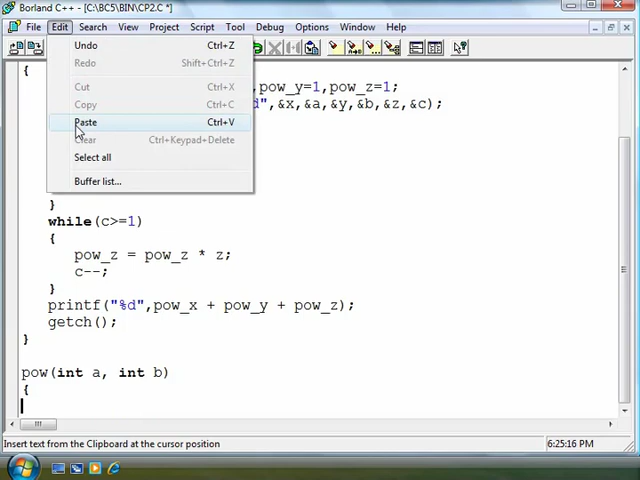 Borland C++ - [C:\BC5\CP2.C *]
File Edit Search View Project Script Tool Debug Options Window Help
Undo Ctrl+Z
Redo Shift+Ctrl+Z
Cut Ctrl+X
Copy Ctrl+C
Paste Ctrl+V
Clear Ctrl+Keypad+Delete
Select all
Buffer list...
{
,pow_y=1,pow_z=1;
d",&x,&a,&y,&b,&z,&c);
}
while(c>=1)
{
pow_z = pow_z * z;
c--;
}
printf("%d",pow_x + pow_y + pow_z);
getch();
}
pow(int a, int b)
{
Insert text from the Clipboard at the cursor position 6:25:16 PM